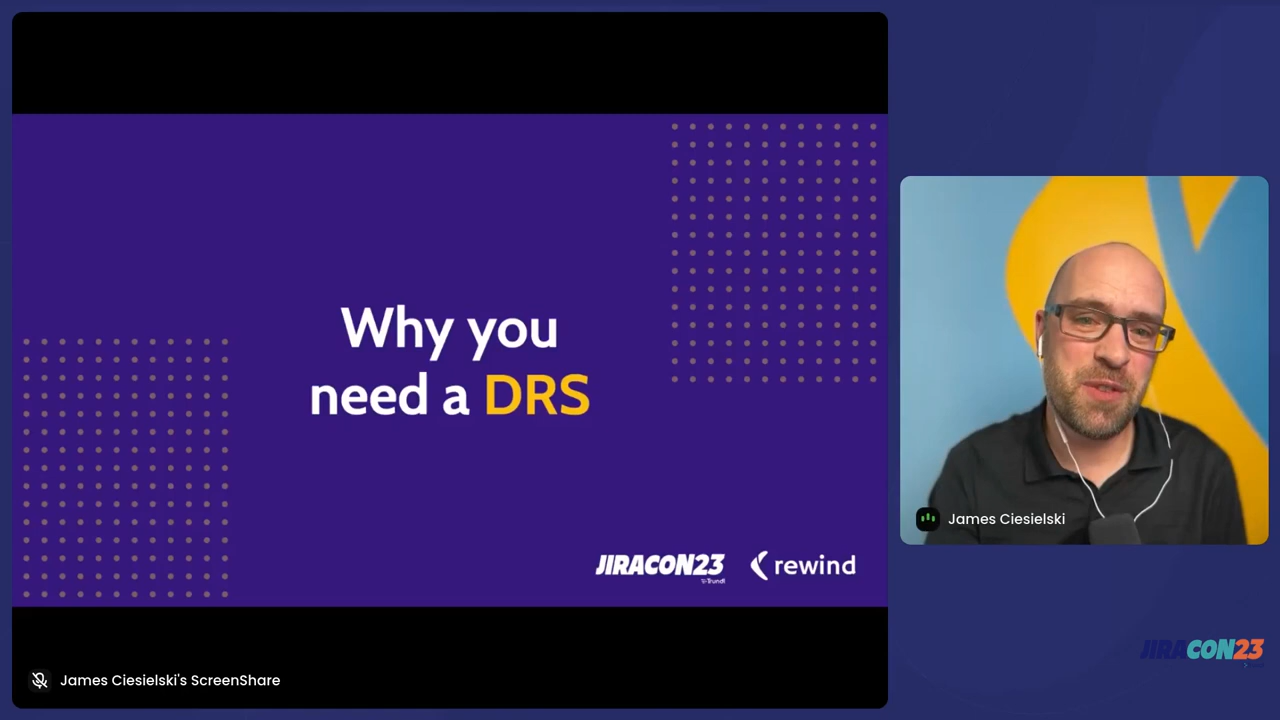 Why you
need a DRS
JIRACON23
rewind
James Ciesielski's ScreenShare
James Ciesielski
JIRACON23